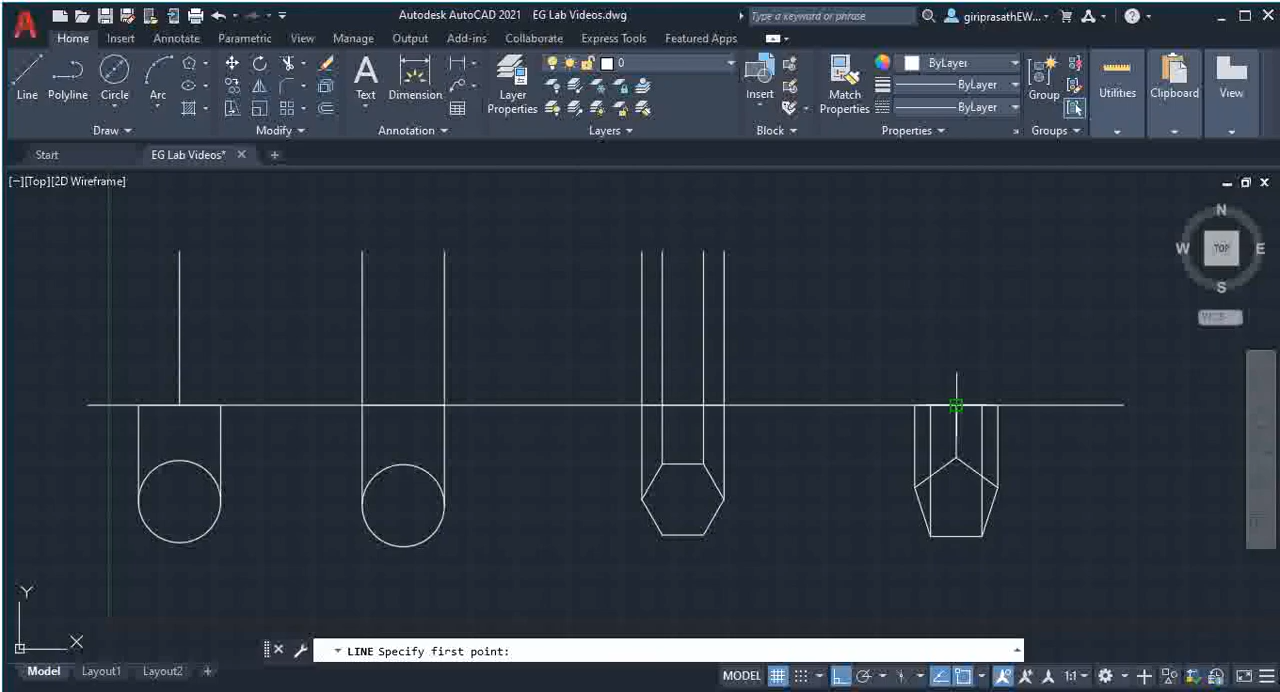 Autodesk AutoCAD 2021 EG Lab Videos.dwg
Type a keyword or phrase
giriprasathEW...
Home Insert Annotate Parametric View Manage Output Add-ins Collaborate Express Tools Featured Apps
0
ByLayer
ByLayer
ByLayer
Line Polyline Circle Arc
Text Dimension
Layer Properties
Insert
Match Properties
Group
Utilities Clipboard View
Draw Modify Annotation Layers Block Properties Groups
Start EG Lab Videos* +
[−][Top][2D Wireframe]
N
W TOP E
S
WCS
Y
X
LINE Specify first point:
Model Layout1 Layout2 +
MODEL 1:1